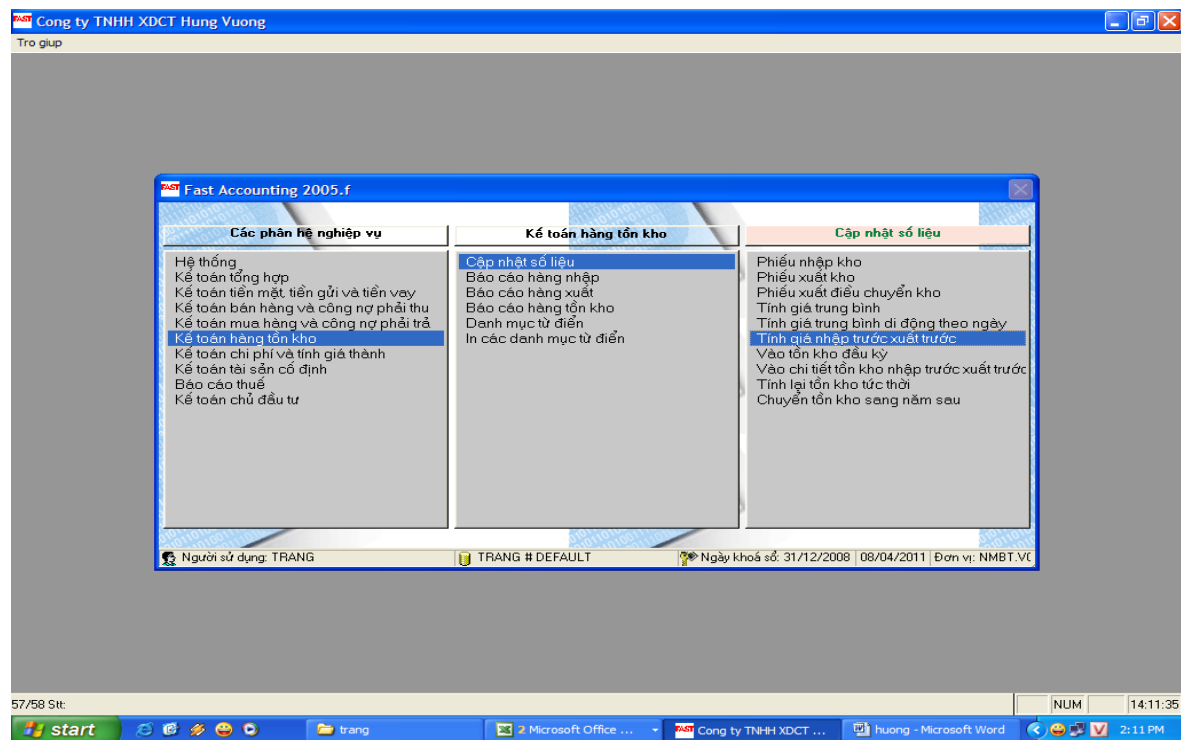 FAST Cong ty TNHH XDCT Hung Vuong
Tro giup
FAST Fast Accounting 2005.f
Các phân hệ nghiệp vụ
Kế toán hàng tồn kho
Cập nhật số liệu
Hệ thống
Kế toán tổng hợp
Kế toán tiền mặt, tiền gửi và tiền vay
Kế toán bán hàng và công nợ phải thu
Kế toán mua hàng và công nợ phải trả
Kế toán hàng tồn kho
Kế toán chi phí và tính giá thành
Kế toán tài sản cố định
Báo cáo thuế
Kế toán chủ đầu tư
Cập nhật số liệu
Báo cáo hàng nhập
Báo cáo hàng xuất
Báo cáo hàng tồn kho
Danh mục từ điển
In các danh mục từ điển
Phiếu nhập kho
Phiếu xuất kho
Phiếu xuất điều chuyển kho
Tính giá trung bình
Tính giá trung bình di động theo ngày
Tính giá nhập trước xuất trước
Vào tồn kho đầu kỳ
Vào chi tiết tồn kho nhập trước xuất trước
Tính lại tồn kho tức thời
Chuyển tồn kho sang năm sau
Người sử dụng: TRANG
TRANG # DEFAULT
Ngày khoá sổ: 31/12/2008 08/04/2011 Đơn vị: NMBT.VC
57/58 Stt:
NUM
14:11:35
start
trang
2 Microsoft Office ...
FAST Cong ty TNHH XDCT ...
huong - Microsoft Word
V
2:11 PM